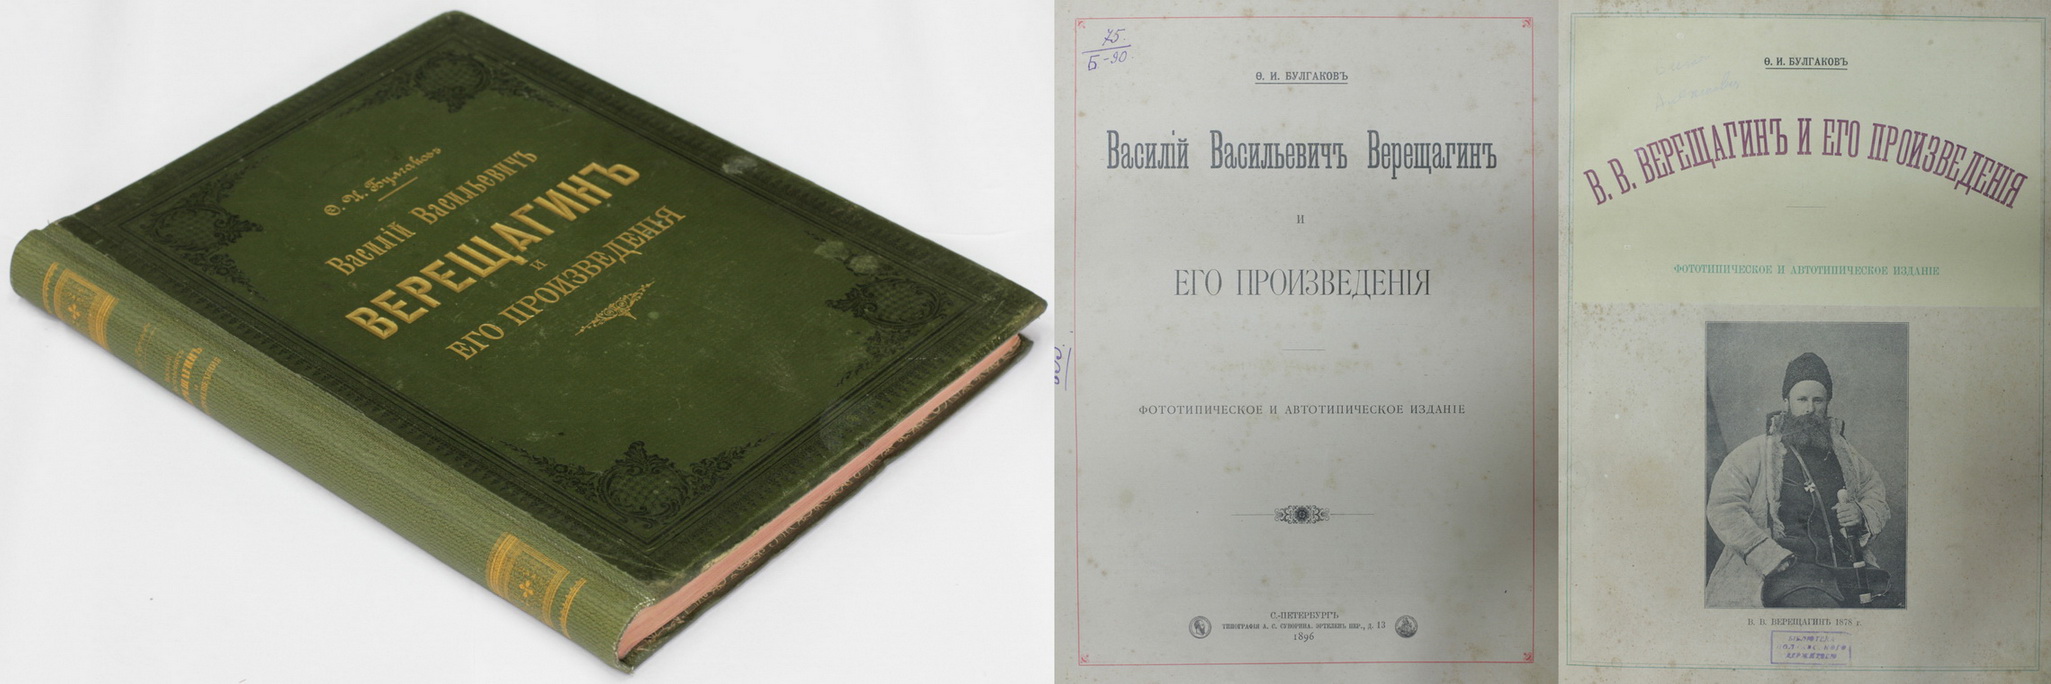 Ѳ. И. Булгаковъ
Василій Васильевичъ
ВЕРЕЩАГИНЪ
И
ЕГО ПРОИЗВЕДЕНЬЯ
75.
Б-90
Ѳ. И. БУЛГАКОВЪ
Василій Васильевичъ Верещагинъ
И
ЕГО ПРОИЗВЕДЕНІЯ
ФОТОТИПИЧЕСКОЕ И АВТОТИПИЧЕСКОЕ ИЗДАНІЕ
С.-ПЕТЕРБУРГЪ
ТИПОГРАФІЯ А. С. СУВОРИНА. ЭРТЕЛЕВЪ ПЕР., Д. 13
1896
Ѳ. И. БУЛГАКОВЪ
В. В. ВЕРЕЩАГИНЪ И ЕГО ПРОИЗВЕДЕНІЯ
ФОТОТИПИЧЕСКОЕ И АВТОТИПИЧЕСКОЕ ИЗДАНІЕ
В. В. ВЕРЕЩАГИНЪ 1878 г.